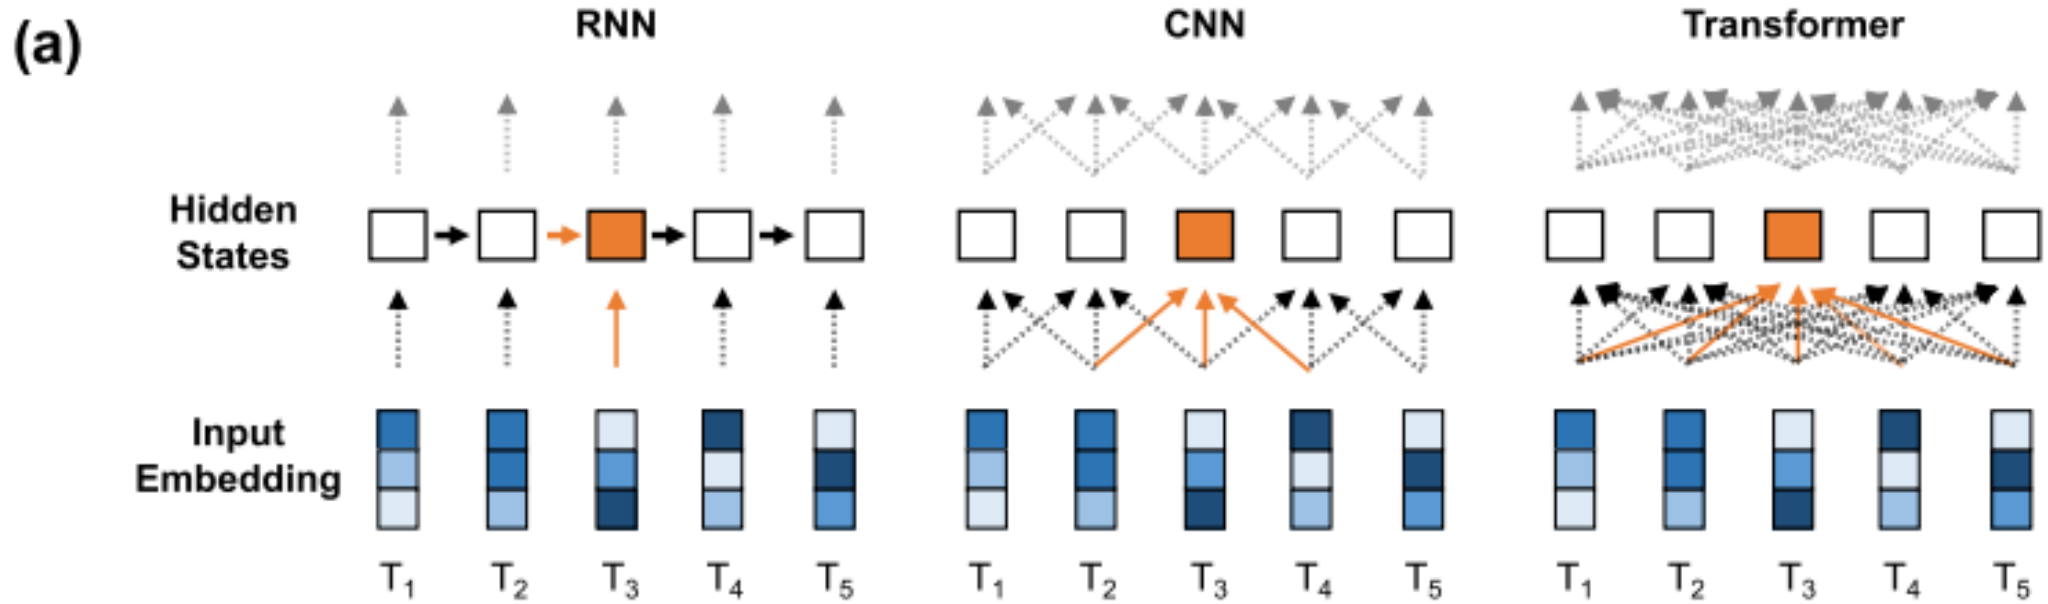 (a)
RNN CNN Transformer
Hidden
States
Input
Embedding
T₁ T₂ T₃ T₄ T₅ T₁ T₂ T₃ T₄ T₅ T₁ T₂ T₃ T₄ T₅